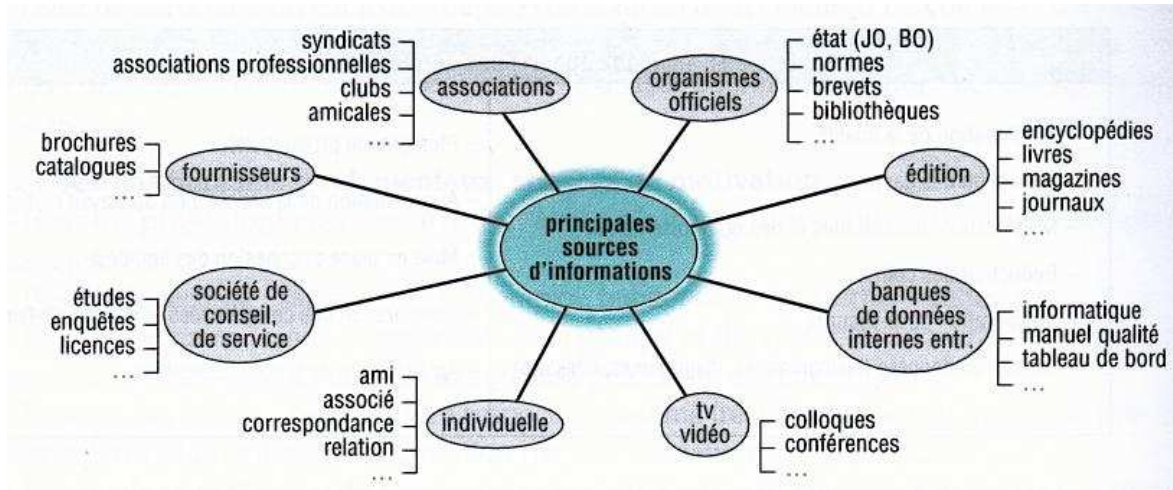 syndicats
associations professionnelles
clubs
amicales
...
associations
organismes
officiels
état (JO, BO)
normes
brevets
bibliothèques
...
brochures
catalogues
...
fournisseurs
édition
encyclopédies
livres
magazines
journaux
...
principales
sources
d'informations
études
enquêtes
licences
...
société de
conseil,
de service
banques
de données
internes entr.
informatique
manuel qualité
tableau de bord
...
ami
associé
correspondance
relation
...
individuelle
tv
vidéo
colloques
conférences
...